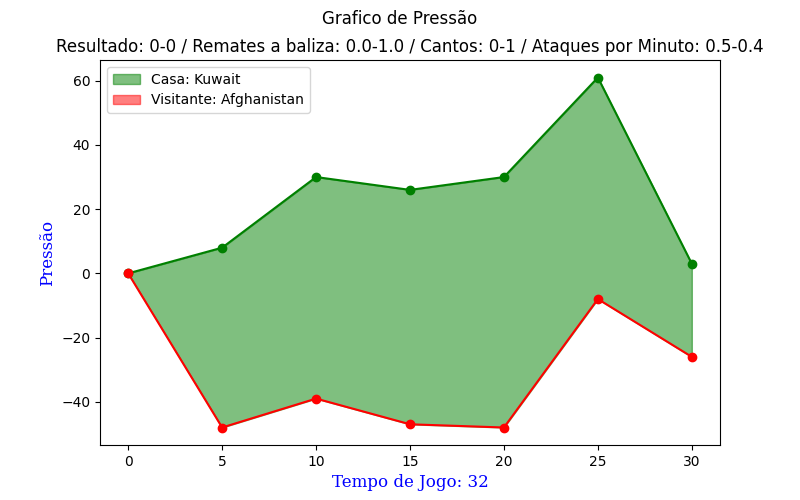 Grafico de Pressão
Resultado: 0-0 / Remates a baliza: 0.0-1.0 / Cantos: 0-1 / Ataques por Minuto: 0.5-0.4
Casa: Kuwait
Visitante: Afghanistan
Pressão
60
40
20
0
−20
−40
0 5 10 15 20 25 30
Tempo de Jogo: 32